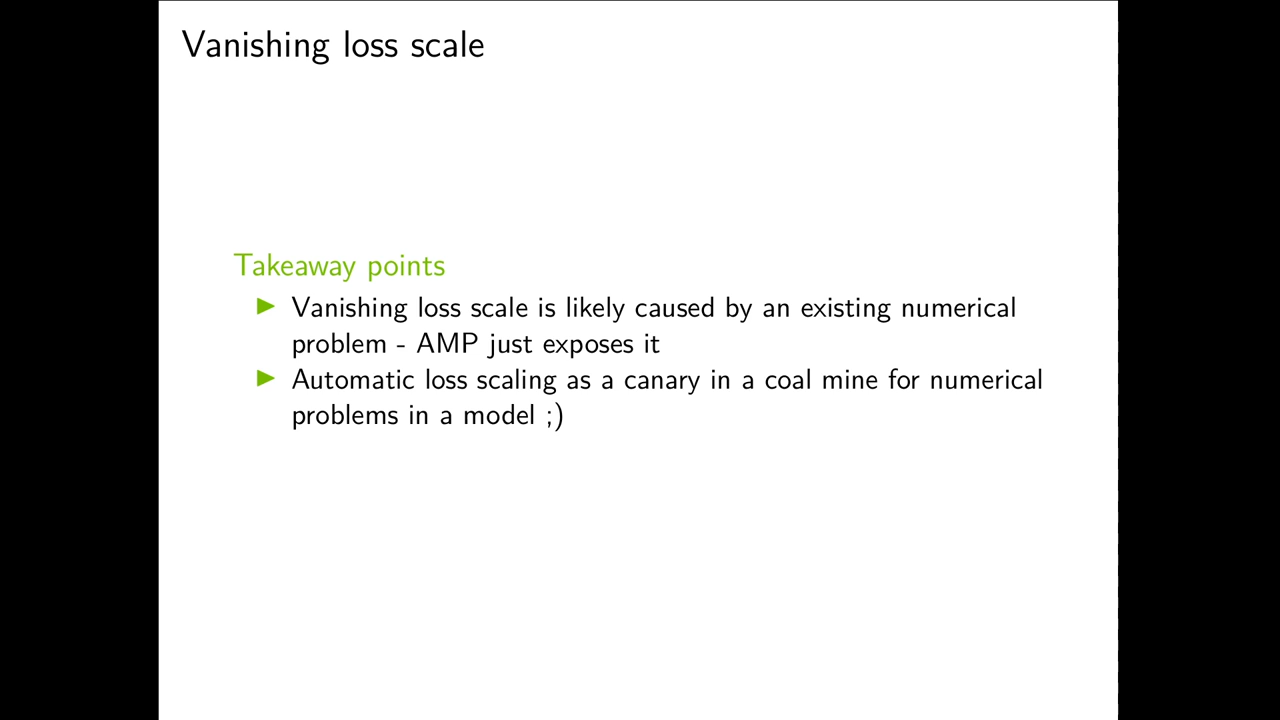 Vanishing loss scale
Takeaway points
Vanishing loss scale is likely caused by an existing numerical
problem - AMP just exposes it
Automatic loss scaling as a canary in a coal mine for numerical
problems in a model ;)